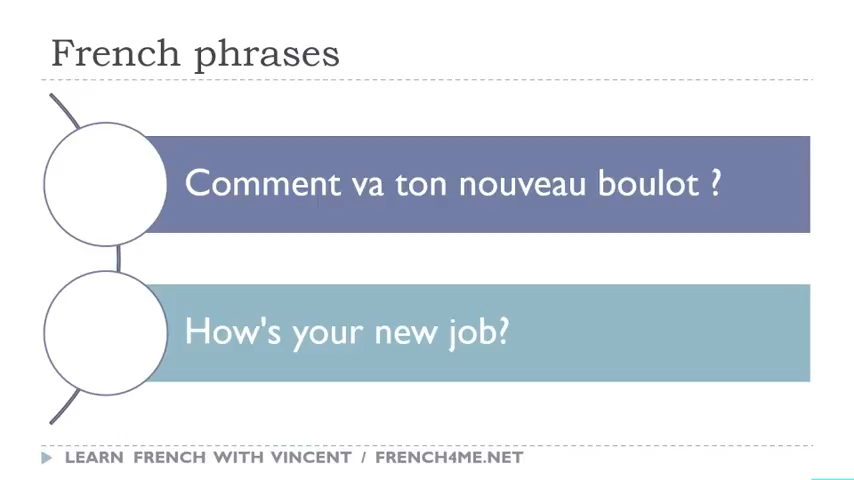 French phrases
Comment va ton nouveau boulot ?
How's your new job?
LEARN FRENCH WITH VINCENT / FRENCH4ME.NET